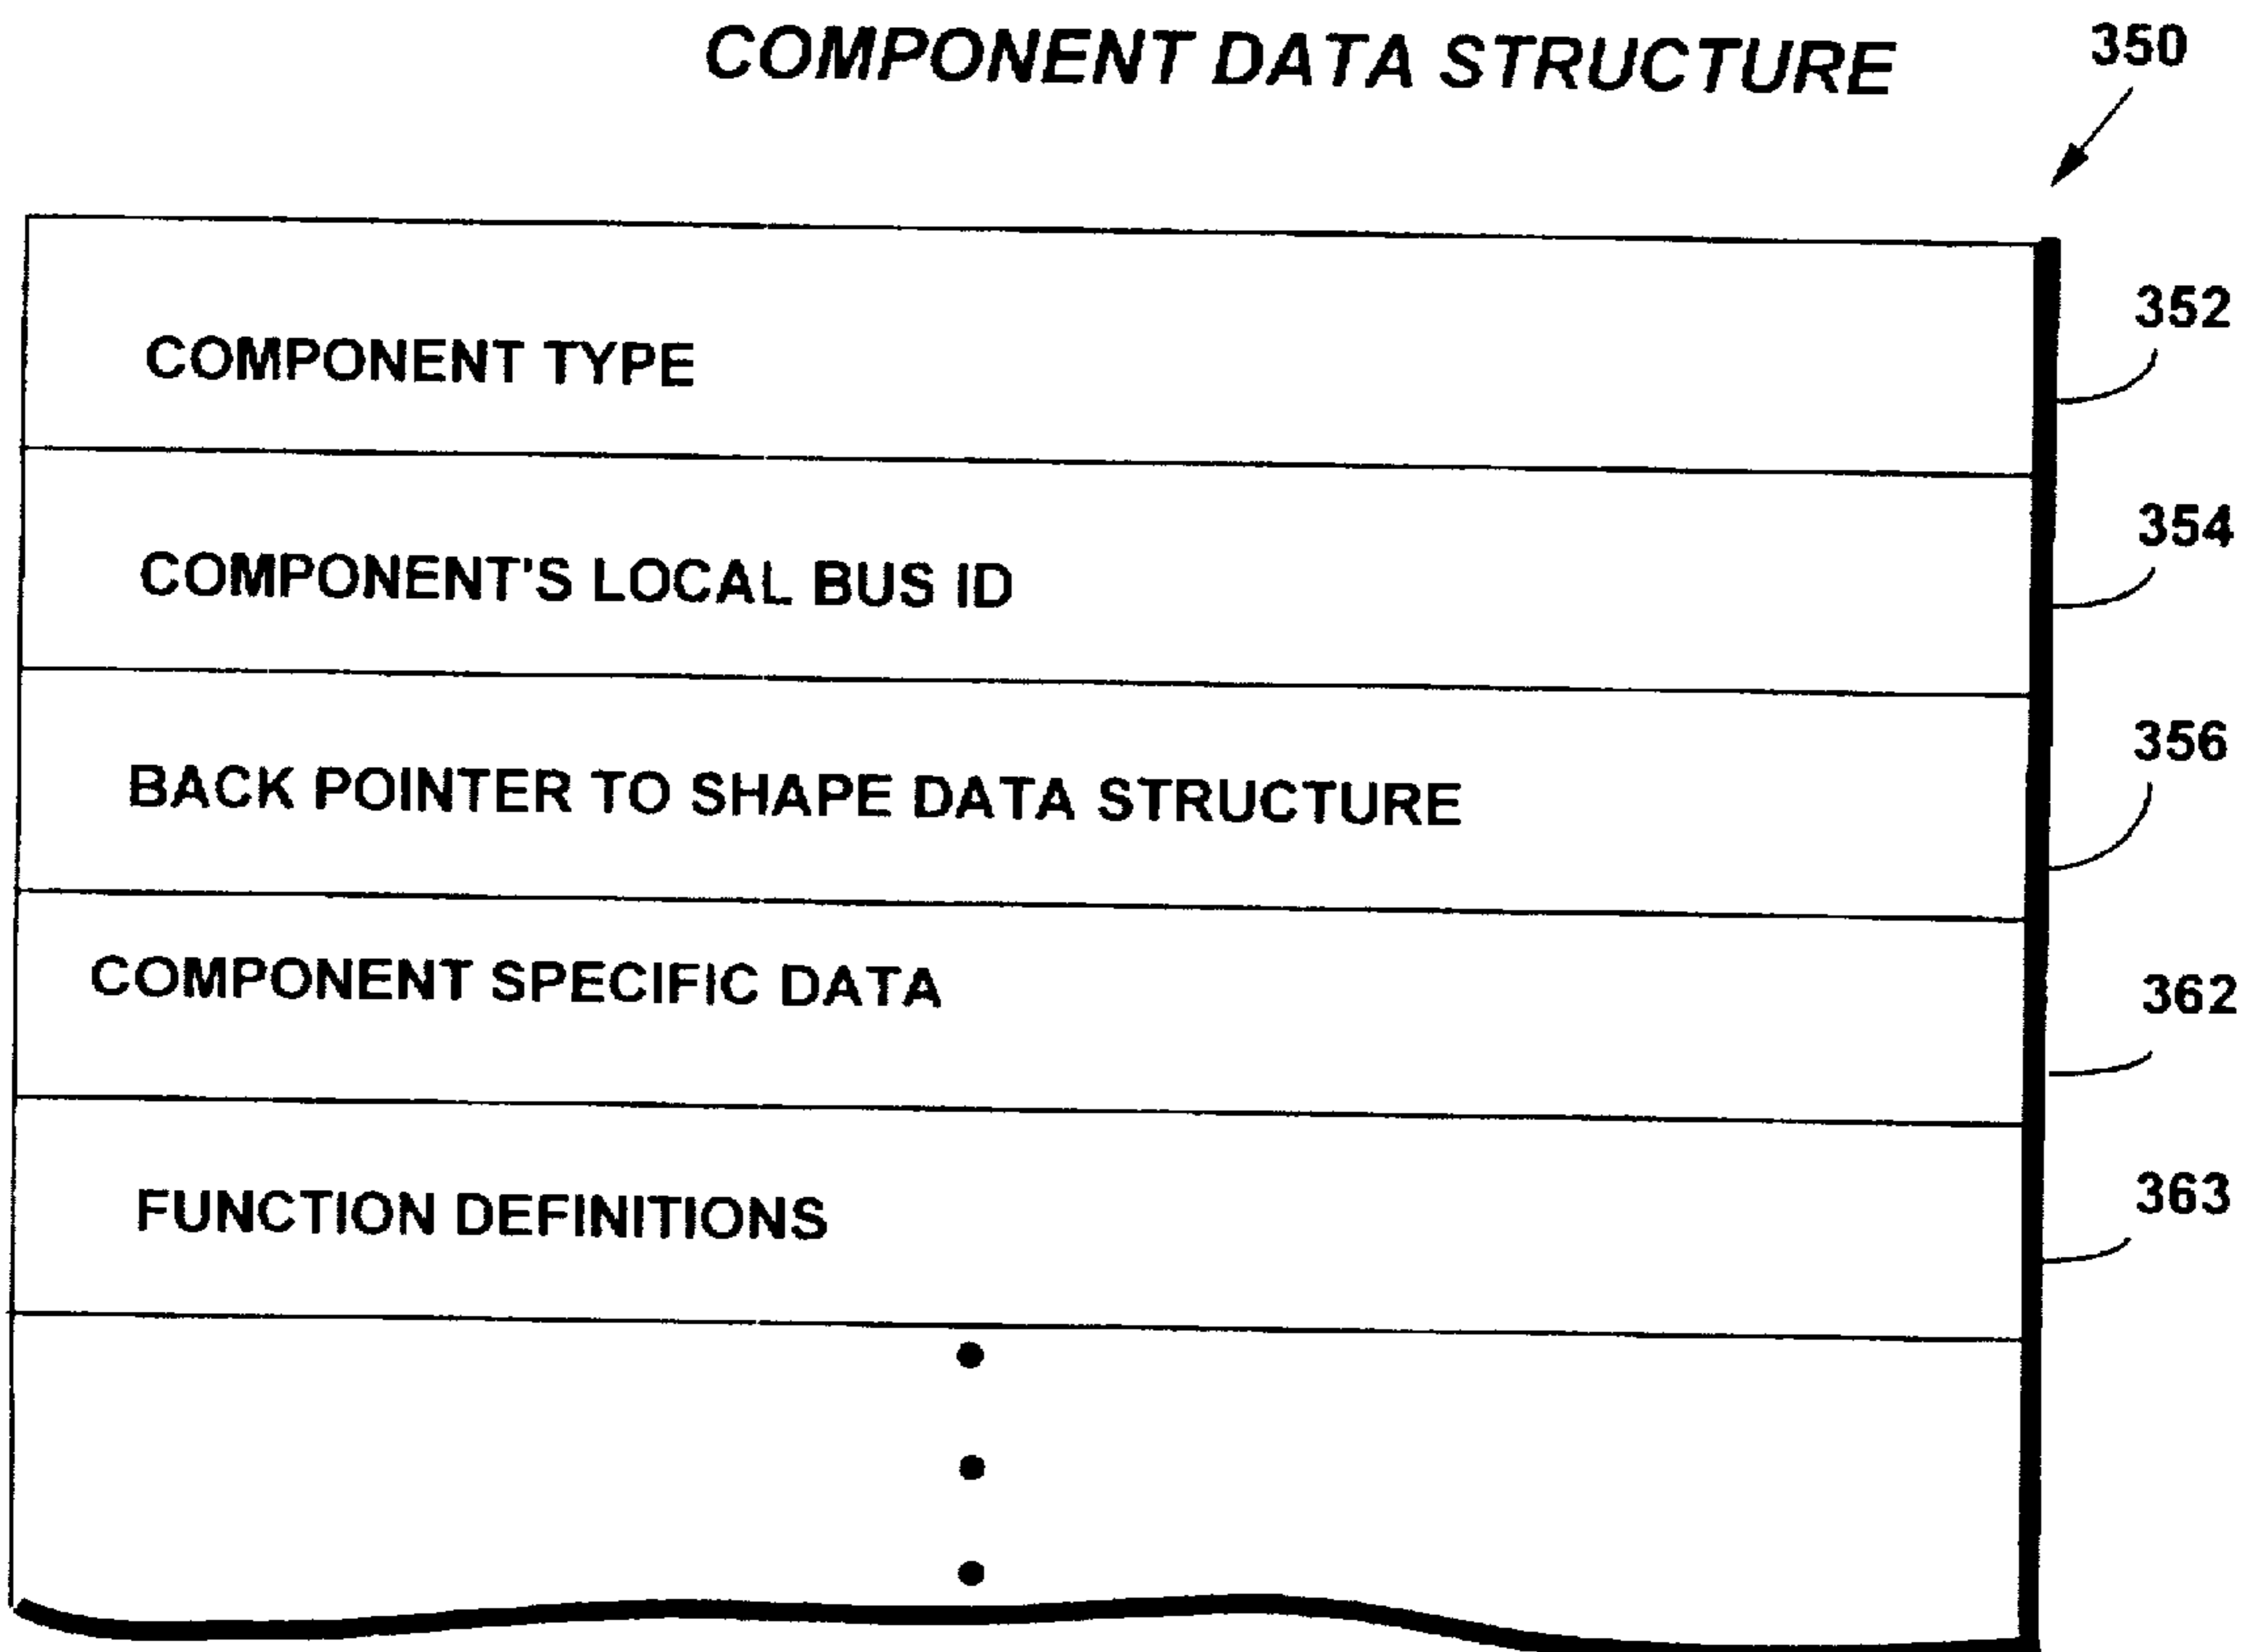 COMPONENT DATA STRUCTURE
350
COMPONENT TYPE
352
COMPONENT'S LOCAL BUS ID
354
BACK POINTER TO SHAPE DATA STRUCTURE
356
COMPONENT SPECIFIC DATA
362
FUNCTION DEFINITIONS
363